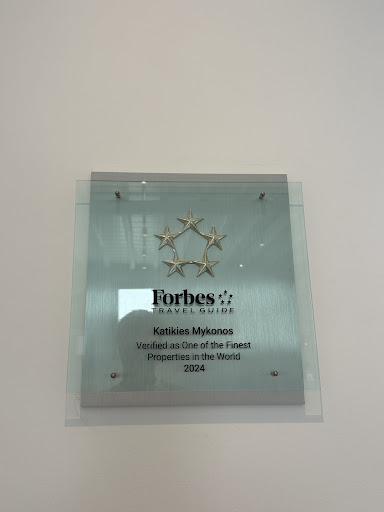 Forbes
TRAVEL GUIDE
Katikies Mykonos
Verified as One of the Finest
Properties in the World
2024